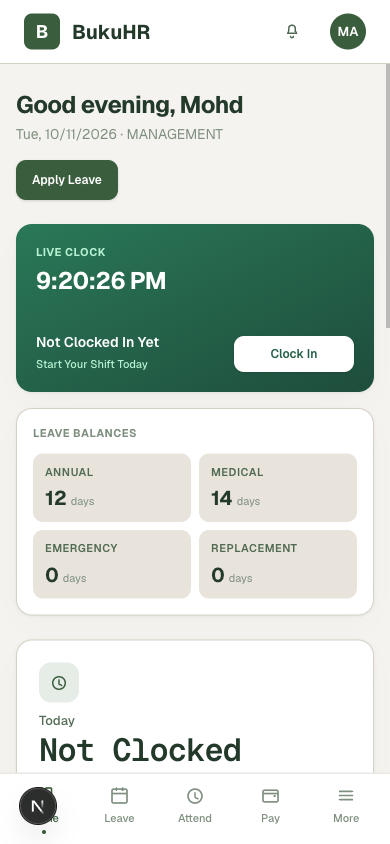 B BukuHR MA
Good evening, Mohd
Tue, 10/11/2026 · MANAGEMENT
Apply Leave
LIVE CLOCK
9:20:26 PM
Not Clocked In Yet
Start Your Shift Today
Clock In
LEAVE BALANCES
ANNUAL
12 days
MEDICAL
14 days
EMERGENCY
0 days
REPLACEMENT
0 days
Today
Not Clocked
N
Leave
Attend
Pay
More